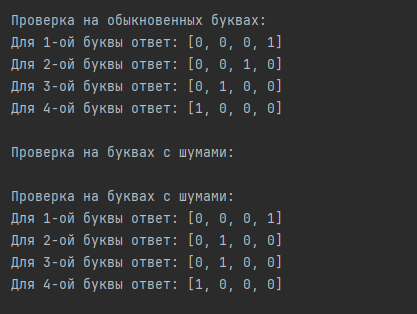 Проверка на обыкновенных буквах:
Для 1-ой буквы ответ: [0, 0, 0, 1]
Для 2-ой буквы ответ: [0, 0, 1, 0]
Для 3-ой буквы ответ: [0, 1, 0, 0]
Для 4-ой буквы ответ: [1, 0, 0, 0]
Проверка на буквах с шумами:
Проверка на буквах с шумами:
Для 1-ой буквы ответ: [0, 0, 0, 1]
Для 2-ой буквы ответ: [0, 1, 0, 0]
Для 3-ой буквы ответ: [0, 1, 0, 0]
Для 4-ой буквы ответ: [1, 0, 0, 0]